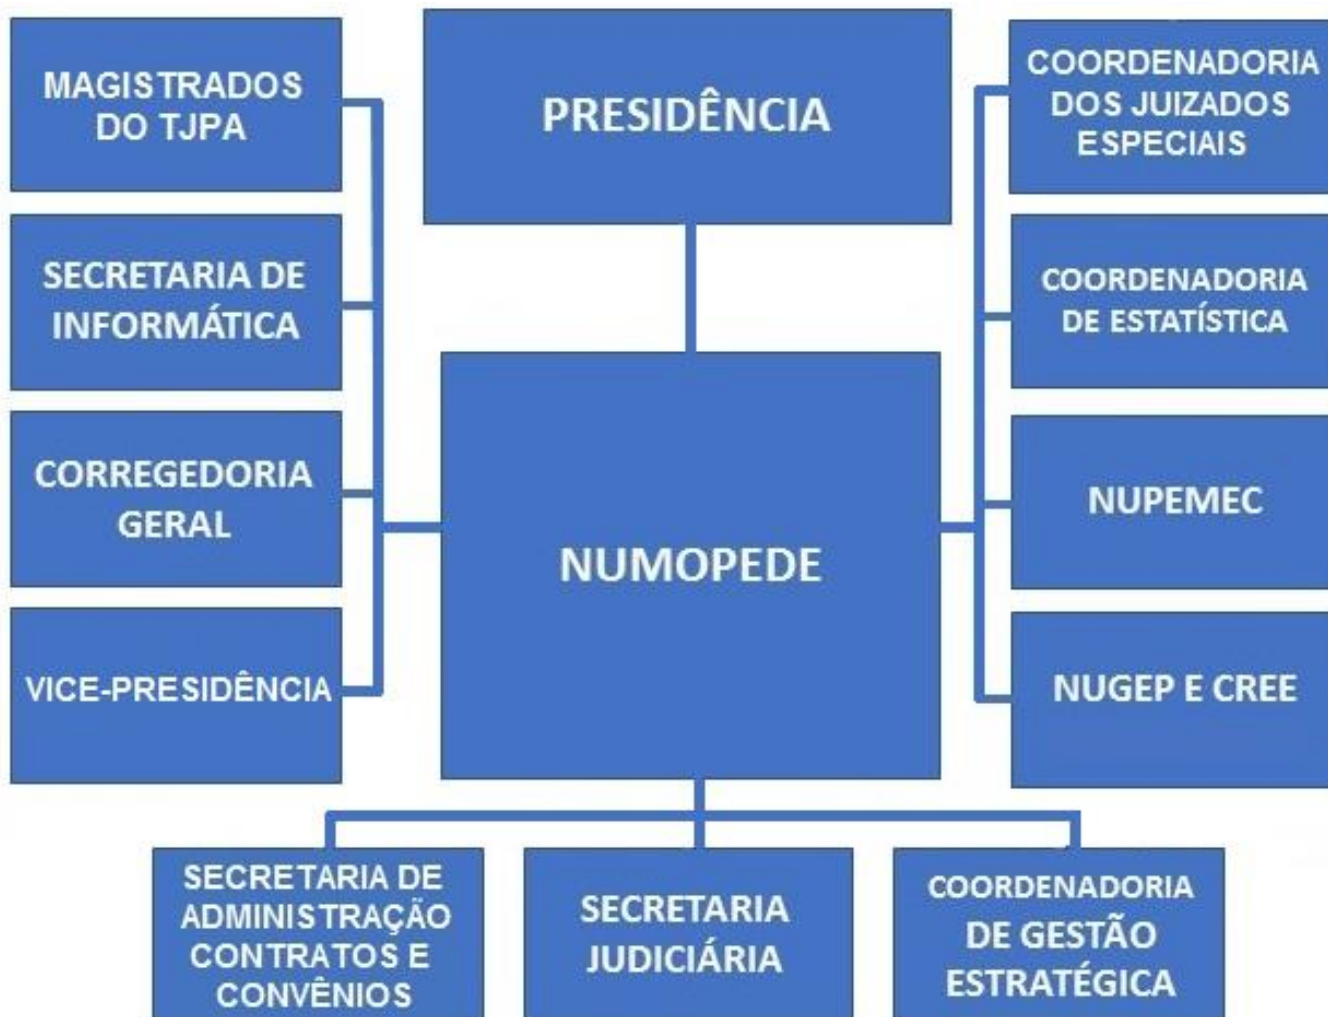 MAGISTRADOS
DO TJPA
SECRETARIA DE
INFORMÁTICA
CORREGEDORIA
GERAL
VICE-PRESIDÊNCIA
PRESIDÊNCIA
NUMOPEDE
COORDENADORIA
DOS JUIZADOS
ESPECIAIS
COORDENADORIA
DE ESTATÍSTICA
NUPEMEC
NUGEP E CREE
SECRETARIA DE
ADMINISTRAÇÃO
CONTRATOS E
CONVÊNIOS
SECRETARIA
JUDICIÁRIA
COORDENADORIA
DE GESTÃO
ESTRATÉGICA